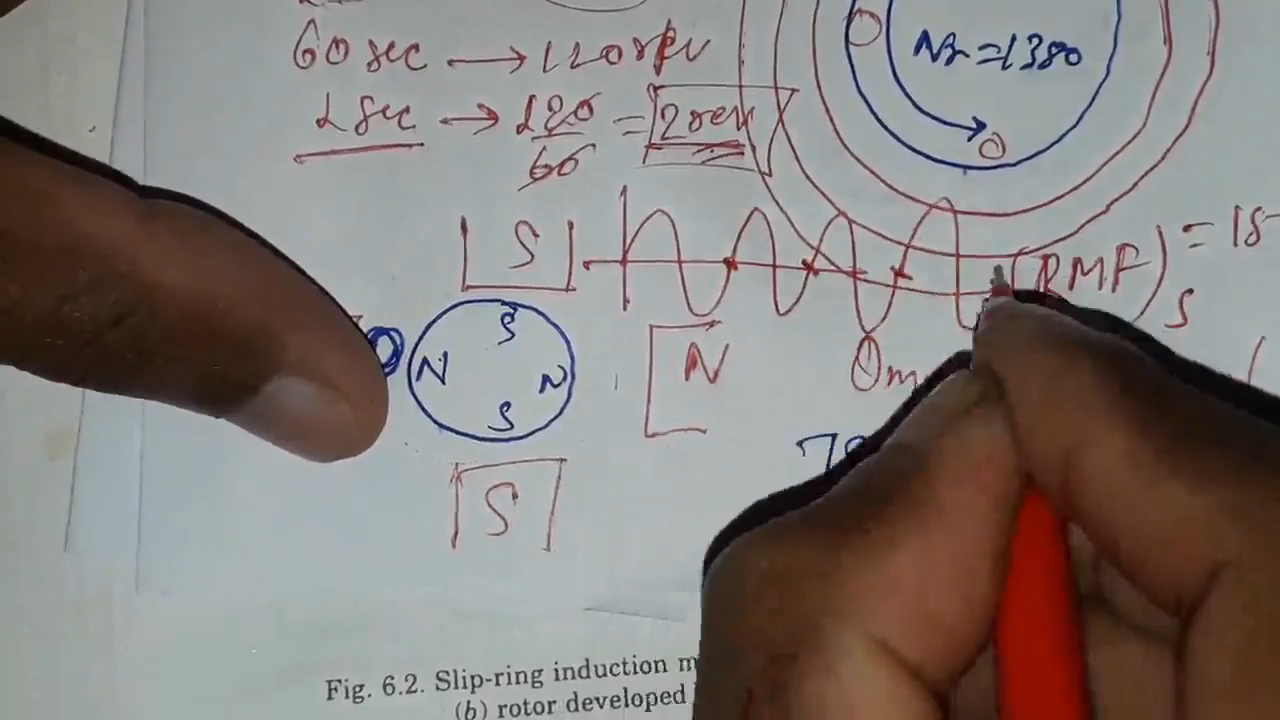 60 sec → 120 rev
Nr = 1380
1 sec → 120/60 = 2 rev
S
(RMF)s = 15
S
N
N
S
N
S
Fig. 6.2. Slip-ring induction
(b) rotor developed